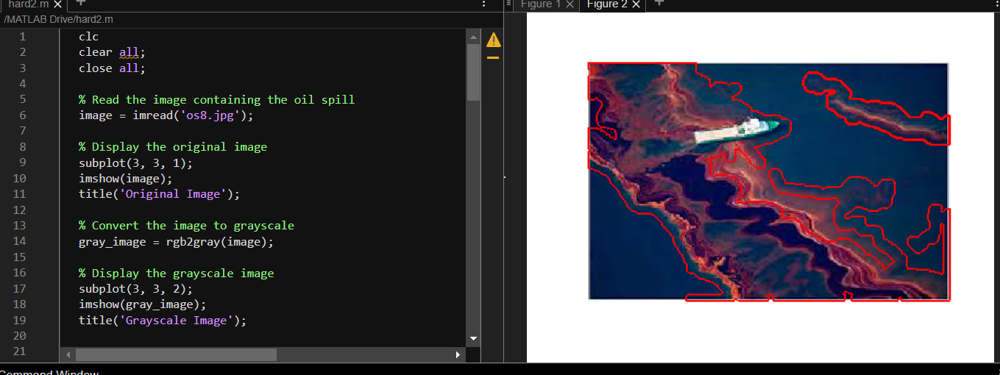 hard2.m
Figure 1
Figure 2
/MATLAB Drive/hard2.m
1 clc
2 clear all;
3 close all;
4
5 % Read the image containing the oil spill
6 image = imread('os8.jpg');
7
8 % Display the original image
9 subplot(3, 3, 1);
10 imshow(image);
11 title('Original Image');
12
13 % Convert the image to grayscale
14 gray_image = rgb2gray(image);
15
16 % Display the grayscale image
17 subplot(3, 3, 2);
18 imshow(gray_image);
19 title('Grayscale Image');
20
21
Command Window